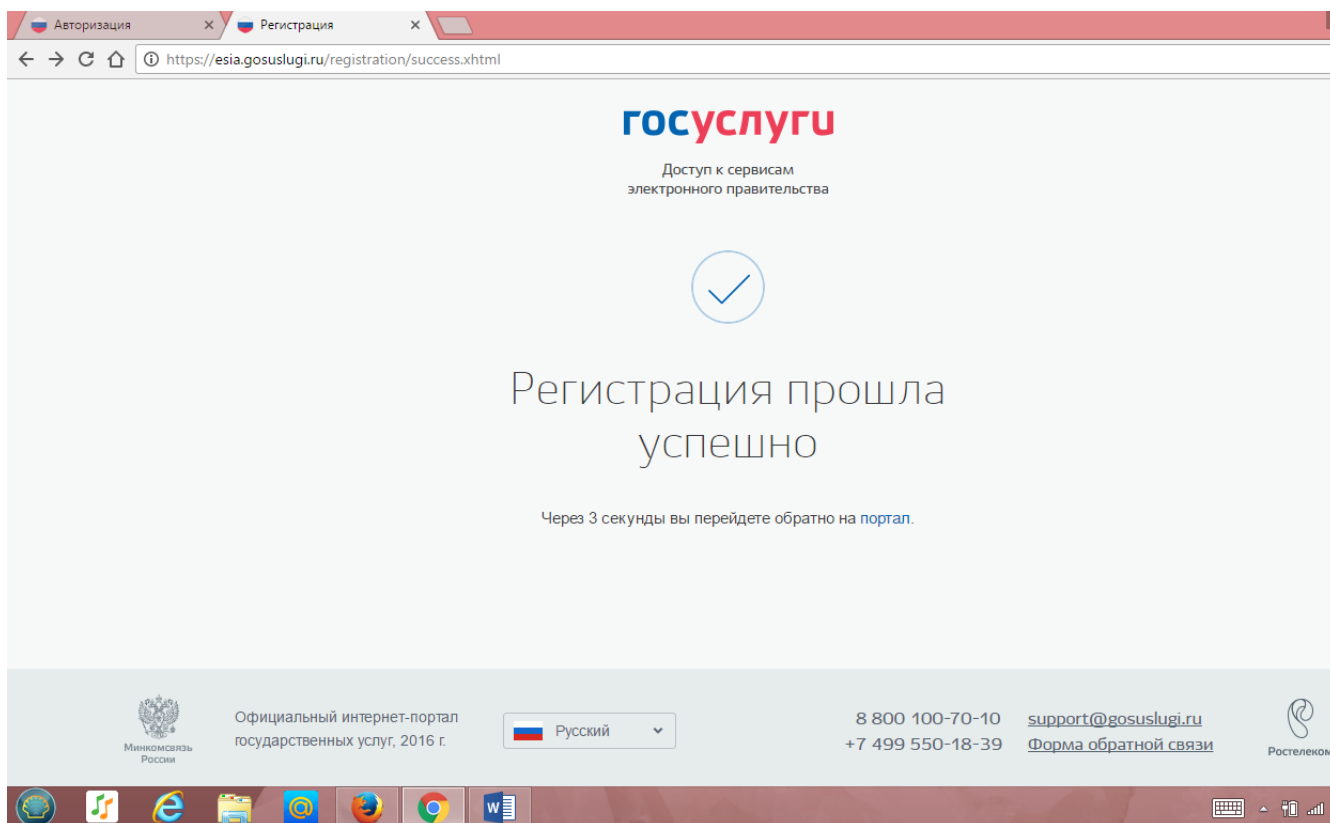 Авторизация
Регистрация
https://esia.gosuslugi.ru/registration/success.xhtml
госуслуги
Доступ к сервисам
электронного правительства
Регистрация прошла
успешно
Через 3 секунды вы перейдете обратно на портал.
Минкомсвязь
России
Официальный интернет-портал
государственных услуг, 2016 г.
Русский
8 800 100-70-10
+7 499 550-18-39
support@gosuslugi.ru
Форма обратной связи
Ростелеком